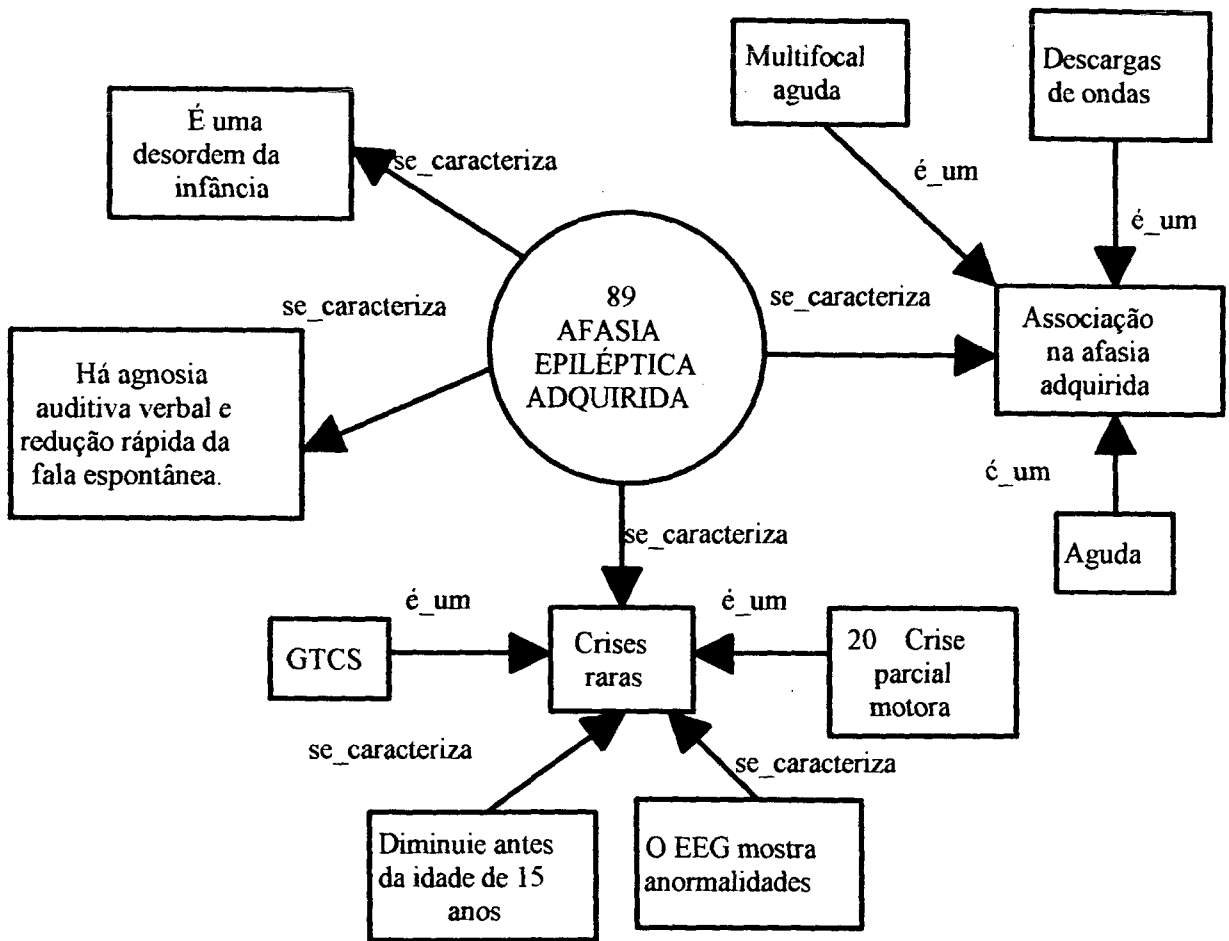 Multifocal
aguda
Descargas
de ondas
É uma
desordem da
infância
se_caracteriza
é_um
é_um
89
AFASIA
EPILÉPTICA
ADQUIRIDA
se_caracteriza
se_caracteriza
Associação
na afasia
adquirida
Há agnosia
auditiva verbal e
redução rápida da
fala espontânea.
é_um
Aguda
se_caracteriza
é_um
é_um
GTCS
Crises
raras
20 Crise
parcial
motora
se_caracteriza
se_caracteriza
Diminuie antes
da idade de 15
anos
O EEG mostra
anormalidades